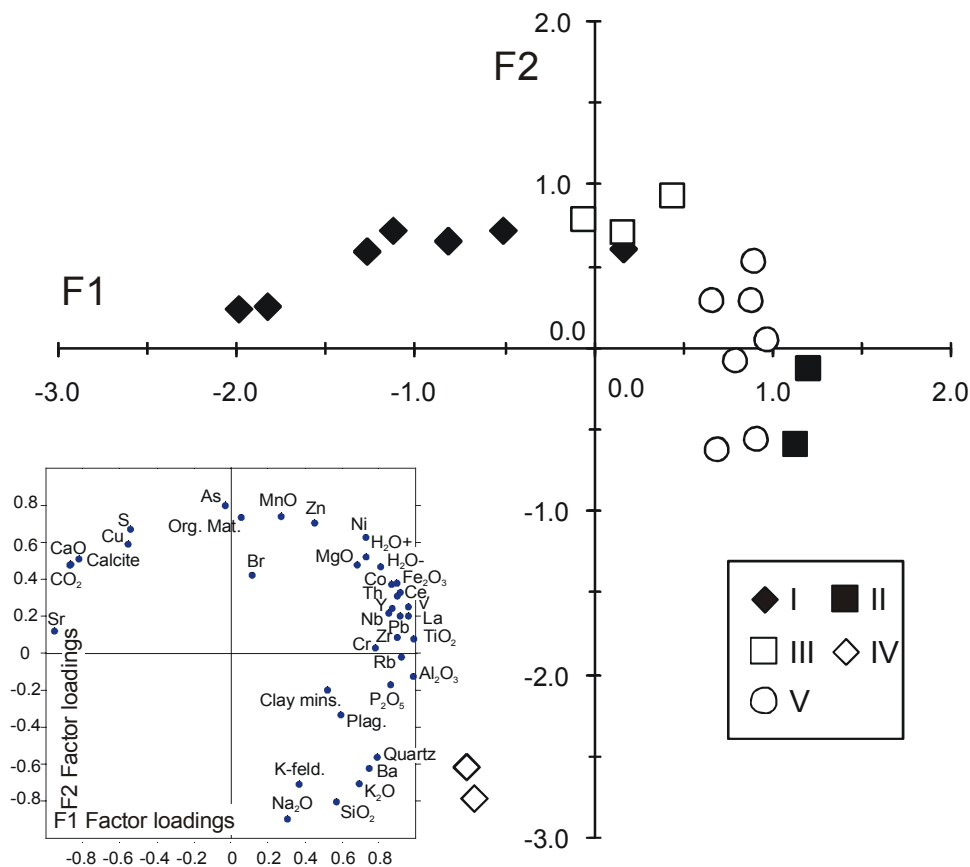 2.0
F2
1.0
F1
0.0
-3.0 -2.0 -1.0 0.0 1.0 2.0
-1.0
-2.0
-3.0
I II
III IV
V
0.8
0.6
0.4
0.2
0
-0.2
-0.4
-0.6
-0.8
F2 Factor loadings
F1 Factor loadings
-0.8 -0.6 -0.4 -0.2 0 0.2 0.4 0.6 0.8
As
MnO
Zn
S
Org. Mat.
Cu
Ni
H₂O+
CaO
Calcite
MgO
H₂O-
CO₂
Br
Co
Fe₂O₃
Th
Ce
Y
V
Nb
La
Sr
Pb
Zr
TiO₂
Cr
Rb
Al₂O₃
Clay mins.
P₂O₅
Plag.
Quartz
K-feld.
Ba
K₂O
Na₂O
SiO₂